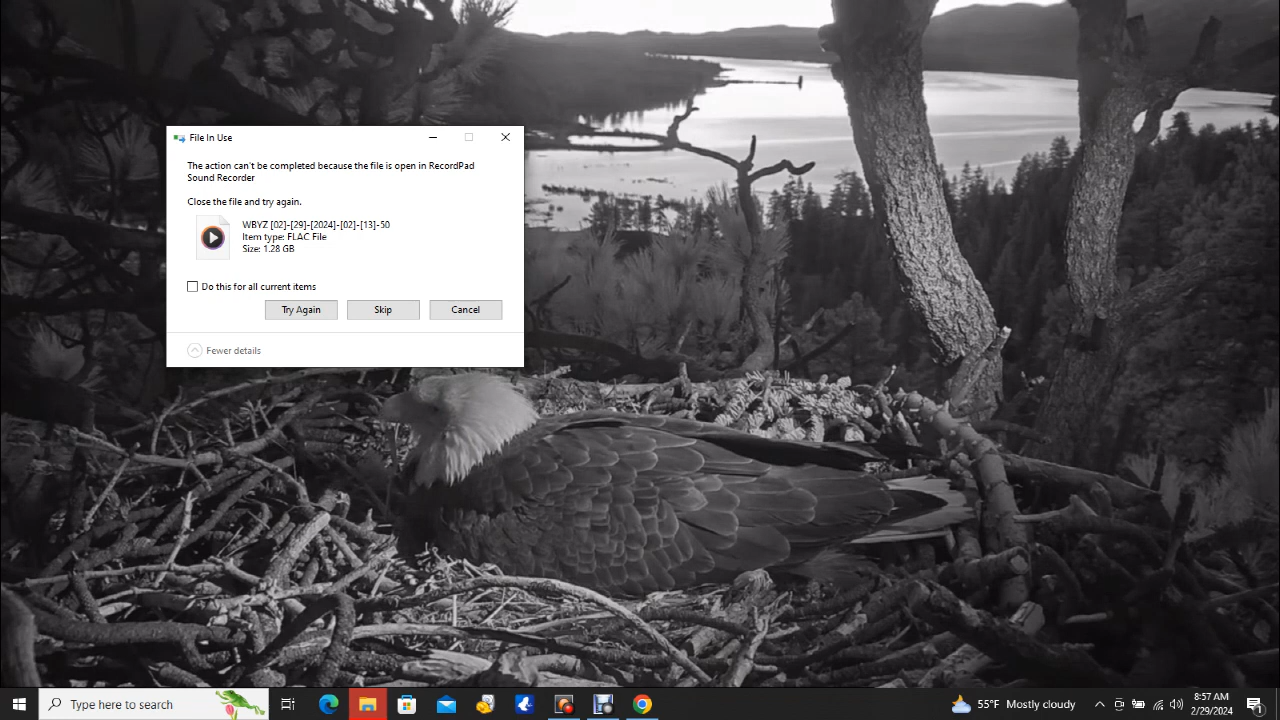 File In Use
The action can't be completed because the file is open in RecordPad
Sound Recorder
Close the file and try again.
WBYZ [02]-[29]-[2024]-[02]-[13]-50
Item type: FLAC File
Size: 1.28 GB
Do this for all current items
Try Again
Skip
Cancel
Fewer details
Type here to search
55°F Mostly cloudy
8:57 AM
2/29/2024
1